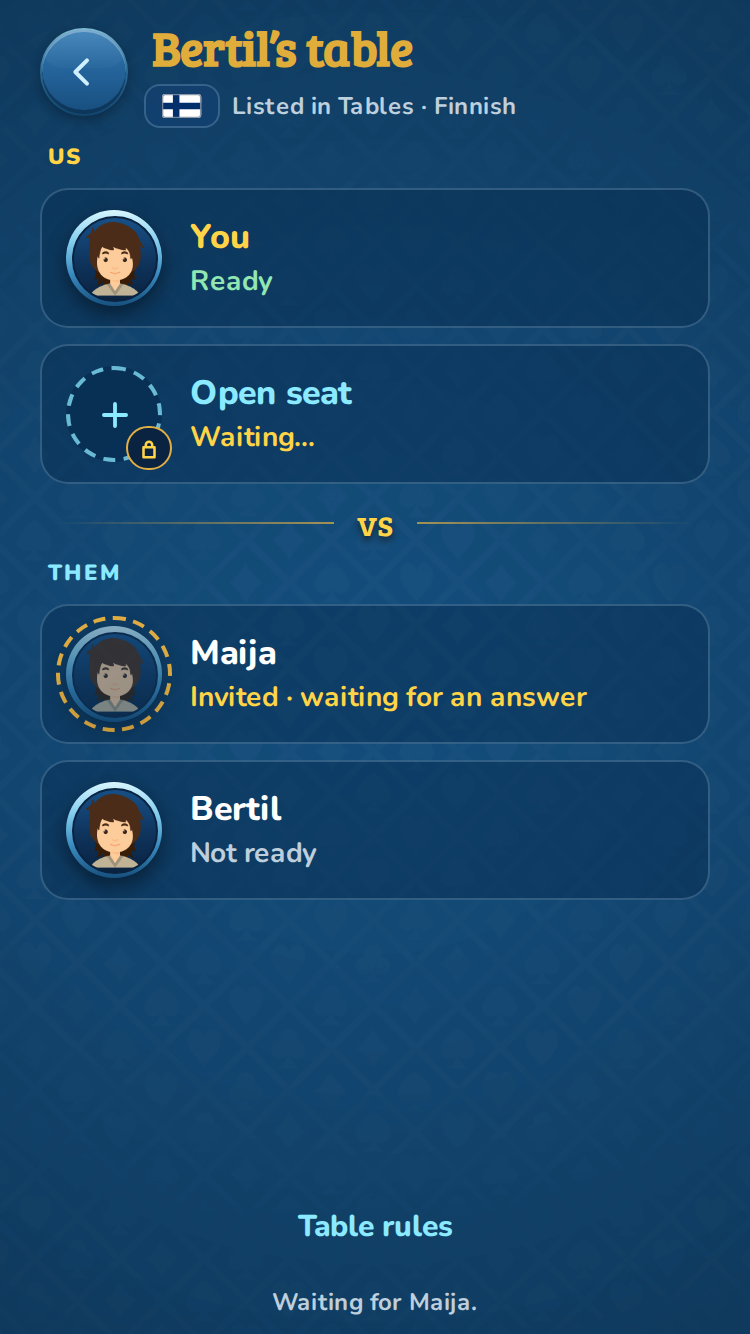 Bertil's table
Listed in Tables · Finnish
US
You
Ready
Open seat
Waiting...
VS
THEM
Maija
Invited · waiting for an answer
Bertil
Not ready
Table rules
Waiting for Maija.